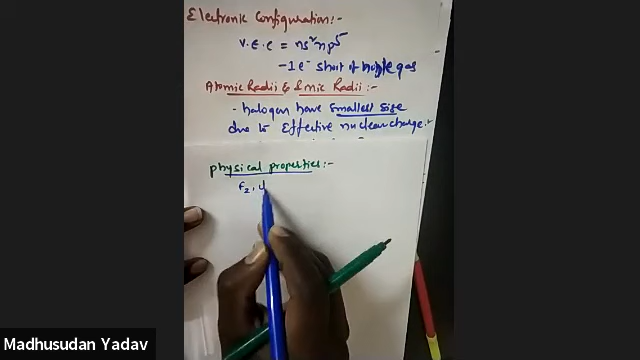 Electronic Configuration:-
V.E.C = ns²np⁵
-1e⁻ short of noble gas
Atomic Radii & Ionic Radii:-
- halogen have smallest size
due to Effective nuclear charge.
physical properties:-
F₂,
Madhusudan Yadav